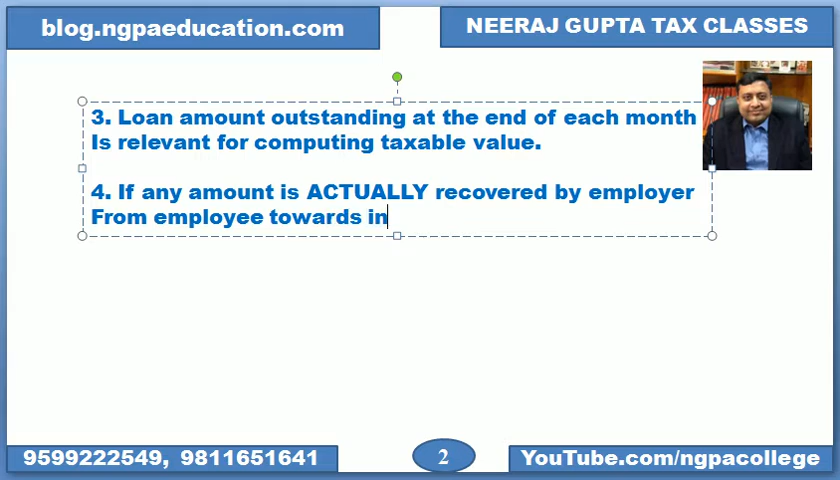 blog.ngpaeducation.com
NEERAJ GUPTA TAX CLASSES
3. Loan amount outstanding at the end of each month
Is relevant for computing taxable value.
4. If any amount is ACTUALLY recovered by employer
From employee towards in
9599222549, 9811651641
2
YouTube.com/ngpacollege